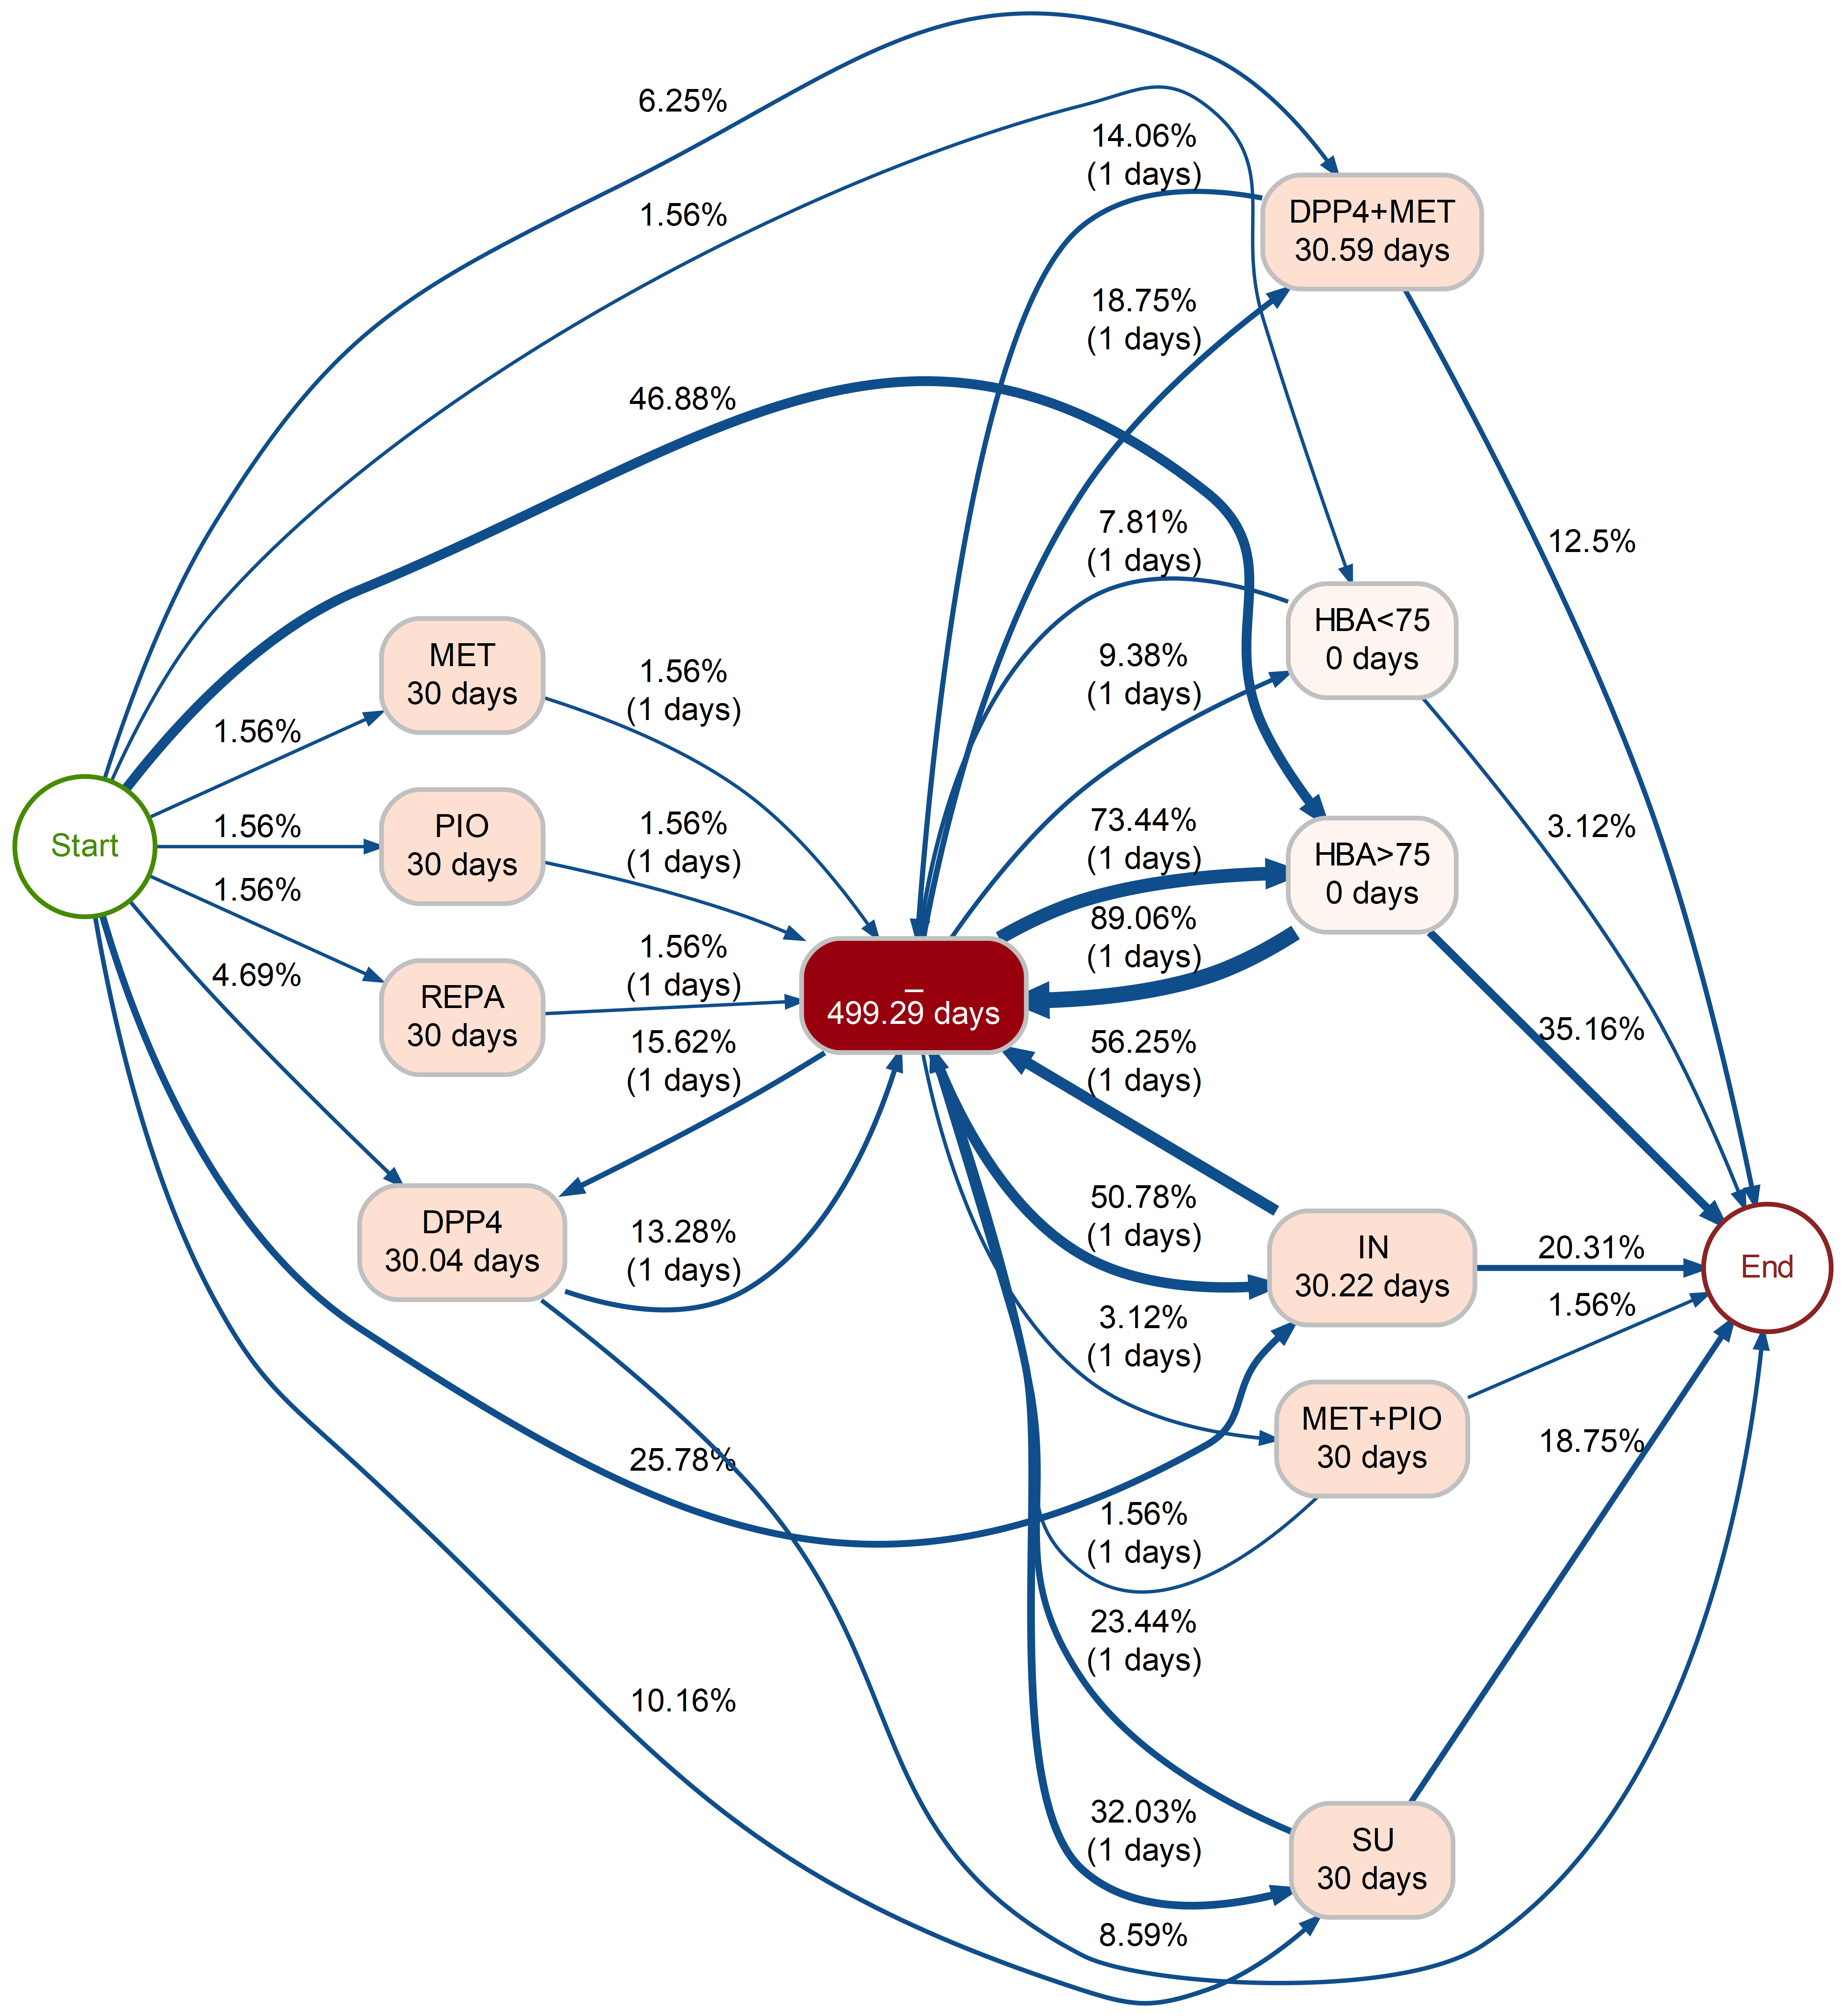 6.25%
14.06%
(1 days)
1.56%
DPP4+MET
30.59 days
18.75%
(1 days)
46.88%
7.81%
(1 days)
12.5%
HBA<75
0 days
MET
30 days
1.56%
(1 days)
9.38%
(1 days)
1.56%
PIO
30 days
1.56%
(1 days)
73.44%
(1 days)
3.12%
Start
1.56%
HBA>75
0 days
1.56%
REPA
30 days
1.56%
(1 days)
89.06%
(1 days)
4.69%
_
499.29 days
15.62%
(1 days)
56.25%
(1 days)
35.16%
DPP4
30.04 days
13.28%
(1 days)
50.78%
(1 days)
IN
30.22 days
20.31%
End
3.12%
(1 days)
1.56%
MET+PIO
30 days
25.78%
18.75%
1.56%
(1 days)
23.44%
(1 days)
10.16%
32.03%
(1 days)
SU
30 days
8.59%